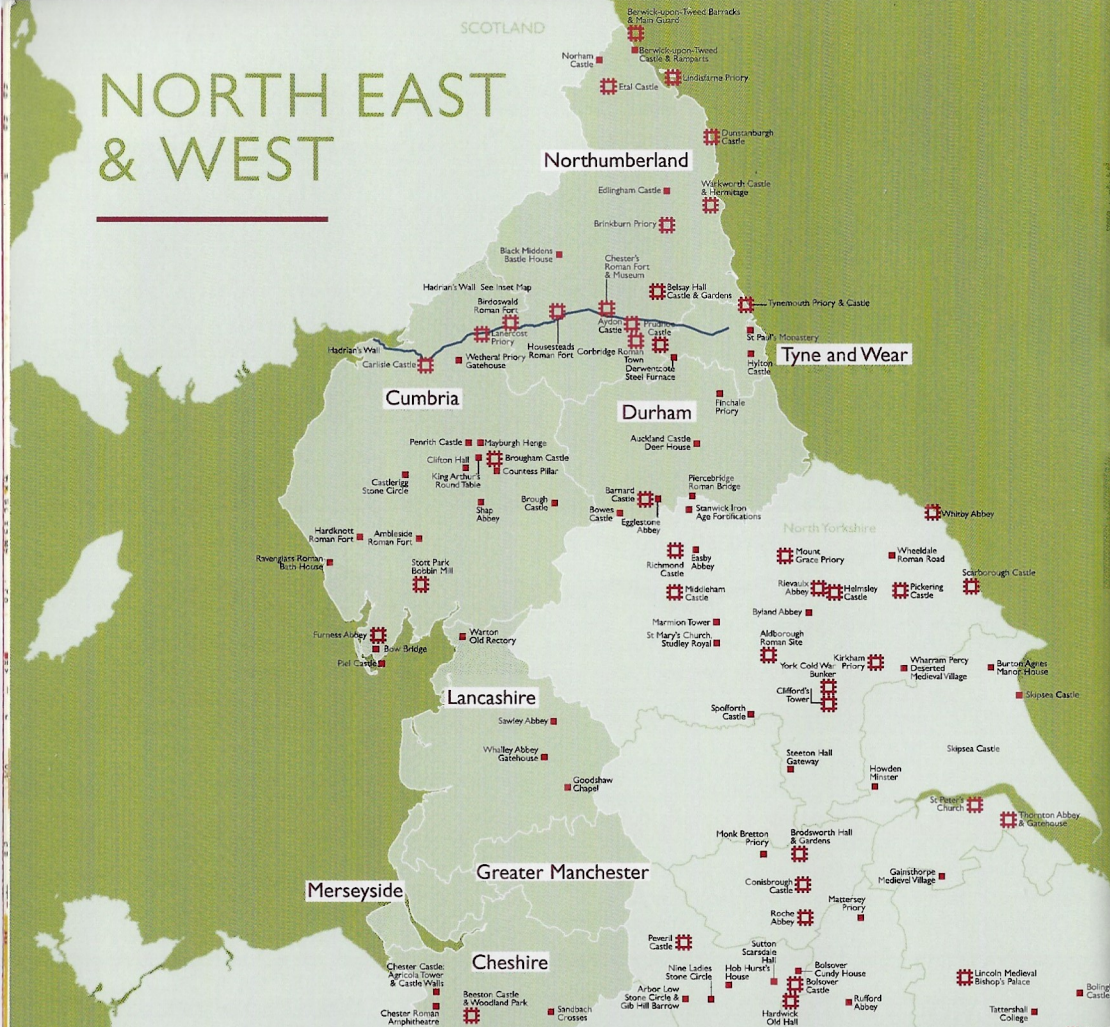 SCOTLAND
NORTH EAST
& WEST
Berwick-upon-Tweed Barracks
& Main Guard
Berwick-upon-Tweed
Castle & Ramparts
Norham
Castle
Lindisfarne Priory
Etal Castle
Dunstanburgh
Castle
Northumberland
Edlingham Castle
Warkworth Castle
& Hermitage
Brinkburn Priory
Black Middens
Bastle House
Chester's
Roman Fort
& Museum
Hadrian's Wall See Inset Map
Belsay Hall
Castle & Gardens
Birdoswald
Roman Fort
Tynemouth Priory & Castle
Lanercost
Priory
Aydon
Castle
Prudhoe
Castle
St Paul's Monastery
Hadrian's Wall
Housesteads
Roman Fort
Corbridge Roman
Town
Tyne and Wear
Carlisle Castle
Wetheral Priory
Gatehouse
Derwentcote
Steel Furnace
Hylton
Castle
Cumbria
Durham
Finchale
Priory
Penrith Castle
Mayburgh Henge
Auckland Castle
Deer House
Clifton Hall
Brougham Castle
King Arthur's
Round Table
Countess Pillar
Castlerigg
Stone Circle
Shap
Abbey
Brough
Castle
Barnard
Castle
Bowes
Castle
Egglestone
Abbey
Piercebridge
Roman Bridge
Stanwick Iron
Age Fortifications
Whitby Abbey
North Yorkshire
Hardknott
Roman Fort
Ambleside
Roman Fort
Ravenglass Roman
Bath House
Stott Park
Bobbin Mill
Richmond
Castle
Easby
Abbey
Mount
Grace Priory
Wheeldale
Roman Road
Scarborough Castle
Middleham
Castle
Rievaulx
Abbey
Helmsley
Castle
Pickering
Castle
Byland Abbey
Marmion Tower
St Mary's Church,
Studley Royal
Furness Abbey
Bow Bridge
Piel Castle
Warton
Old Rectory
Aldborough
Roman Site
York Cold War
Bunker
Kirkham
Priory
Wharram Percy
Deserted
Medieval Village
Burton Agnes
Manor House
Clifford's
Tower
Skipsea Castle
Lancashire
Sawley Abbey
Spofforth
Castle
Whalley Abbey
Gatehouse
Skipsea Castle
Steeton Hall
Gateway
Howden
Minster
Goodshaw
Chapel
St Peter's
Church
Thornton Abbey
& Gatehouse
Monk Bretton
Priory
Brodsworth Hall
& Gardens
Greater Manchester
Merseyside
Conisbrough
Castle
Gainsthorpe
Medievel Village
Mattersey
Priory
Roche
Abbey
Peveril
Castle
Sutton
Scarsdale
Hall
Cheshire
Chester Castle:
Agricola Tower
& Castle Walls
Nine Ladies
Stone Circle
Hob Hurst's
House
Bolsover
Cundy House
Bolsover
Castle
Lincoln Medieval
Bishop's Palace
Arbor Low
Stone Circle &
Gib Hill Barrow
Rufford
Abbey
Chester Roman
Amphitheatre
Beeston Castle
& Woodland Park
Sandbach
Crosses
Hardwick
Old Hall
Tattershall
College
Castle